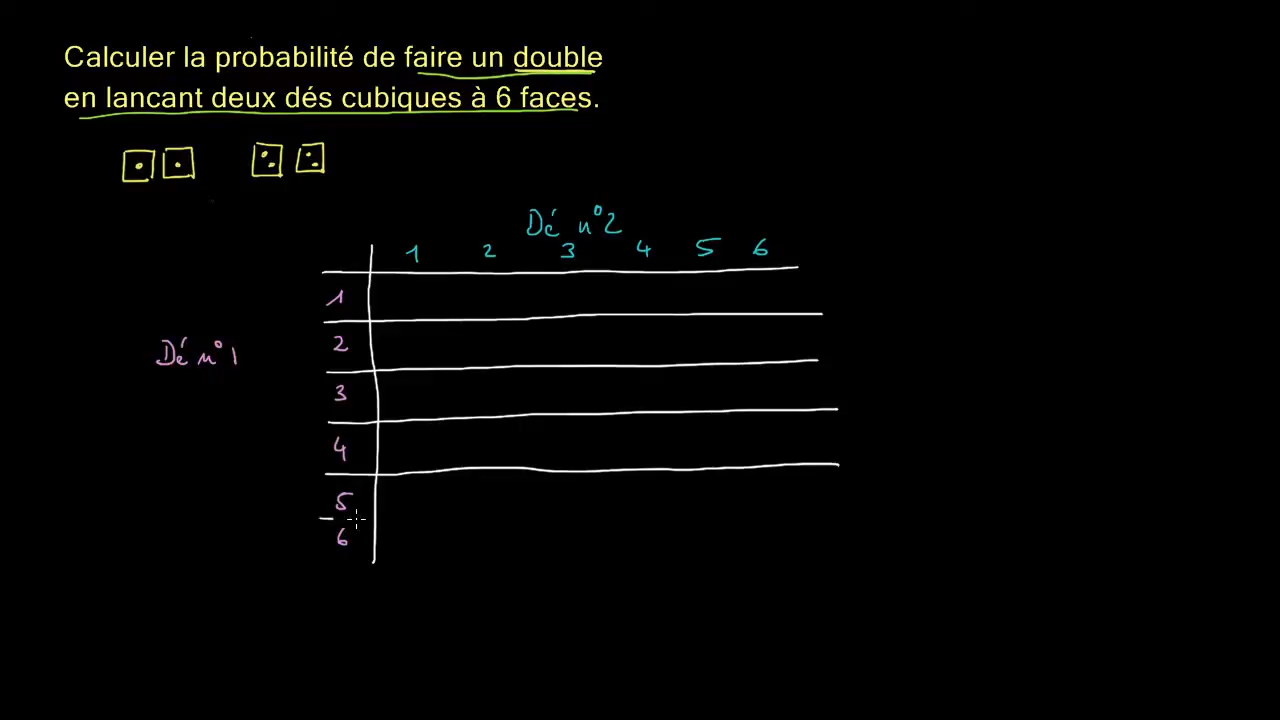 Calculer la probabilité de faire un double
en lancant deux dés cubiques à 6 faces.
Dé n°2
1 2 3 4 5 6
1
2
Dé n°1
3
4
5
6